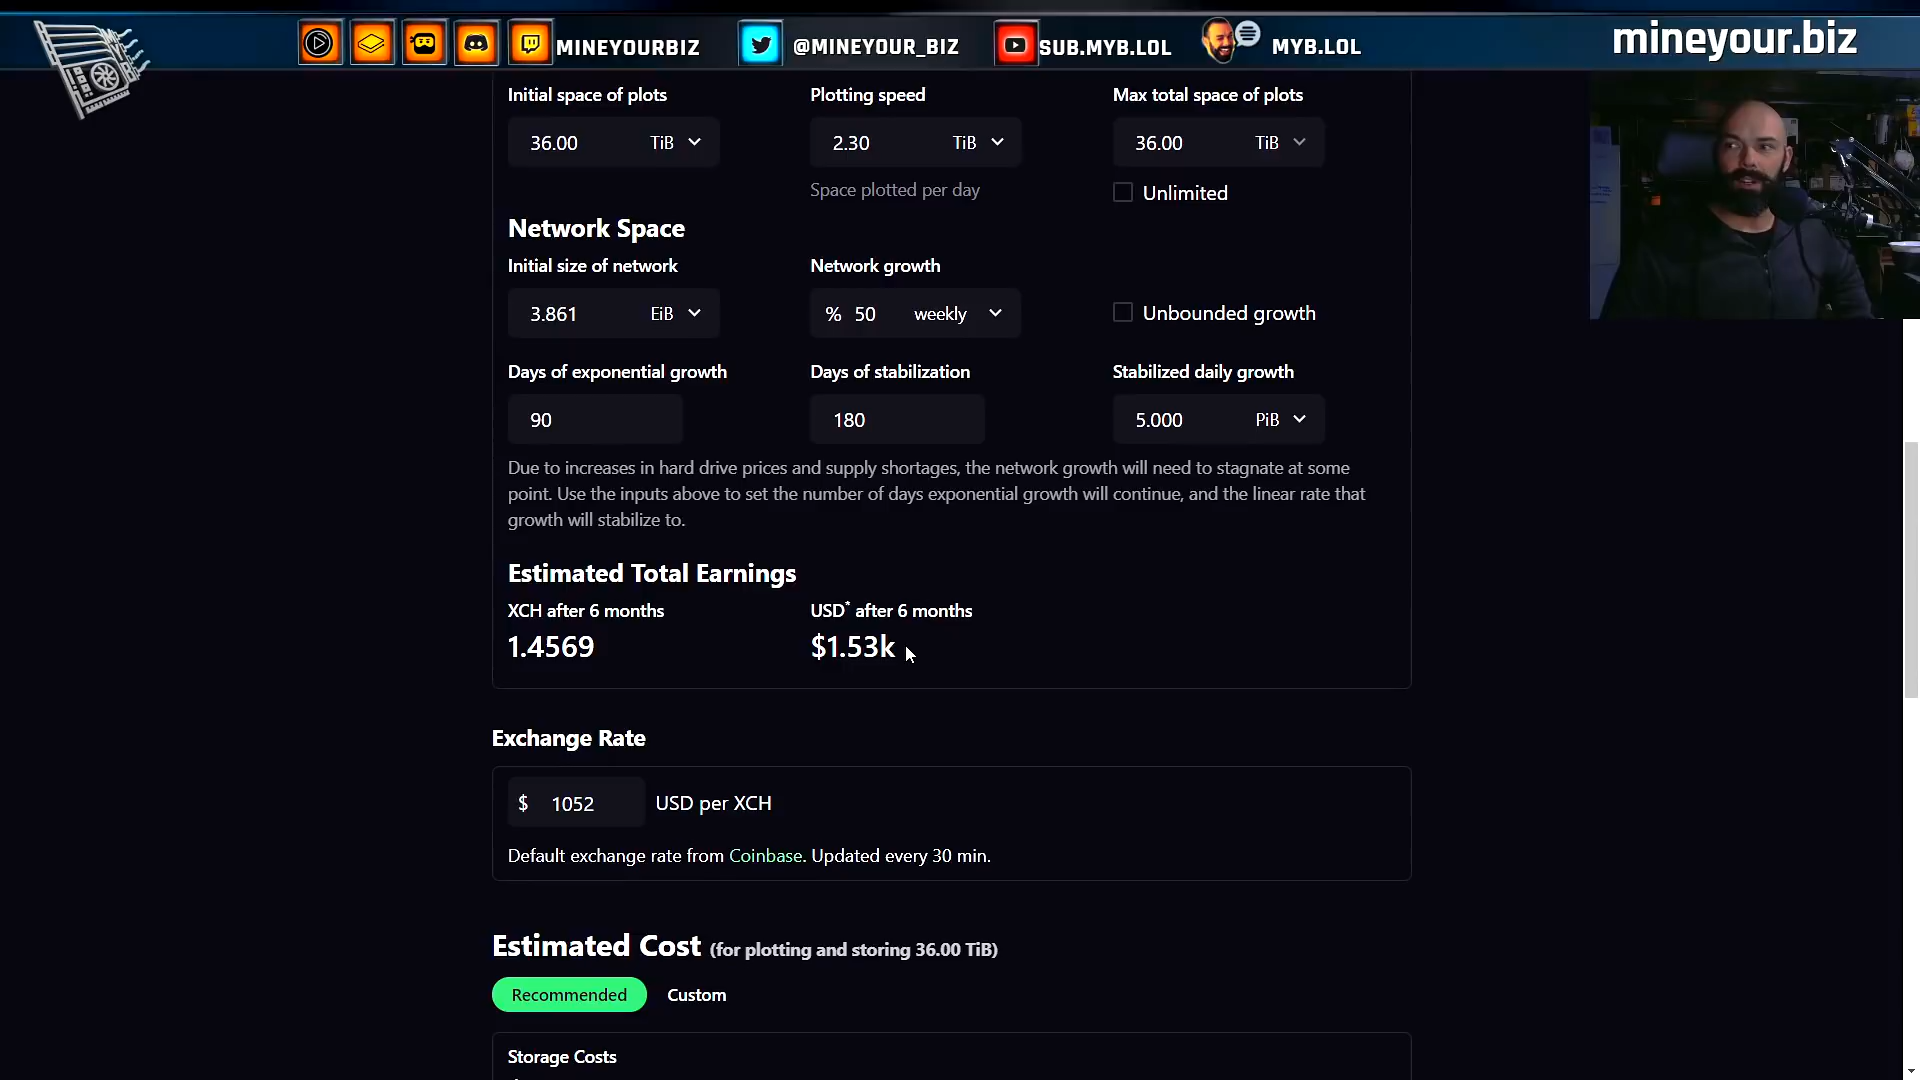 MINEYOURBIZ
@MINEYOUR_BIZ
SUB.MYB.LOL
MYB.LOL
mineyour.biz
Initial space of plots
Plotting speed
Max total space of plots
36.00 TiB
2.30 TiB
36.00 TiB
Space plotted per day
Unlimited
Network Space
Initial size of network
Network growth
3.861 EiB
% 50 weekly
Unbounded growth
Days of exponential growth
Days of stabilization
Stabilized daily growth
90
180
5.000 PiB
Due to increases in hard drive prices and supply shortages, the network growth will need to stagnate at some
point. Use the inputs above to set the number of days exponential growth will continue, and the linear rate that
growth will stabilize to.
Estimated Total Earnings
XCH after 6 months
USD* after 6 months
1.4569
$1.53k
Exchange Rate
$ 1052 USD per XCH
Default exchange rate from Coinbase. Updated every 30 min.
Estimated Cost (for plotting and storing 36.00 TiB)
Recommended
Custom
Storage Costs